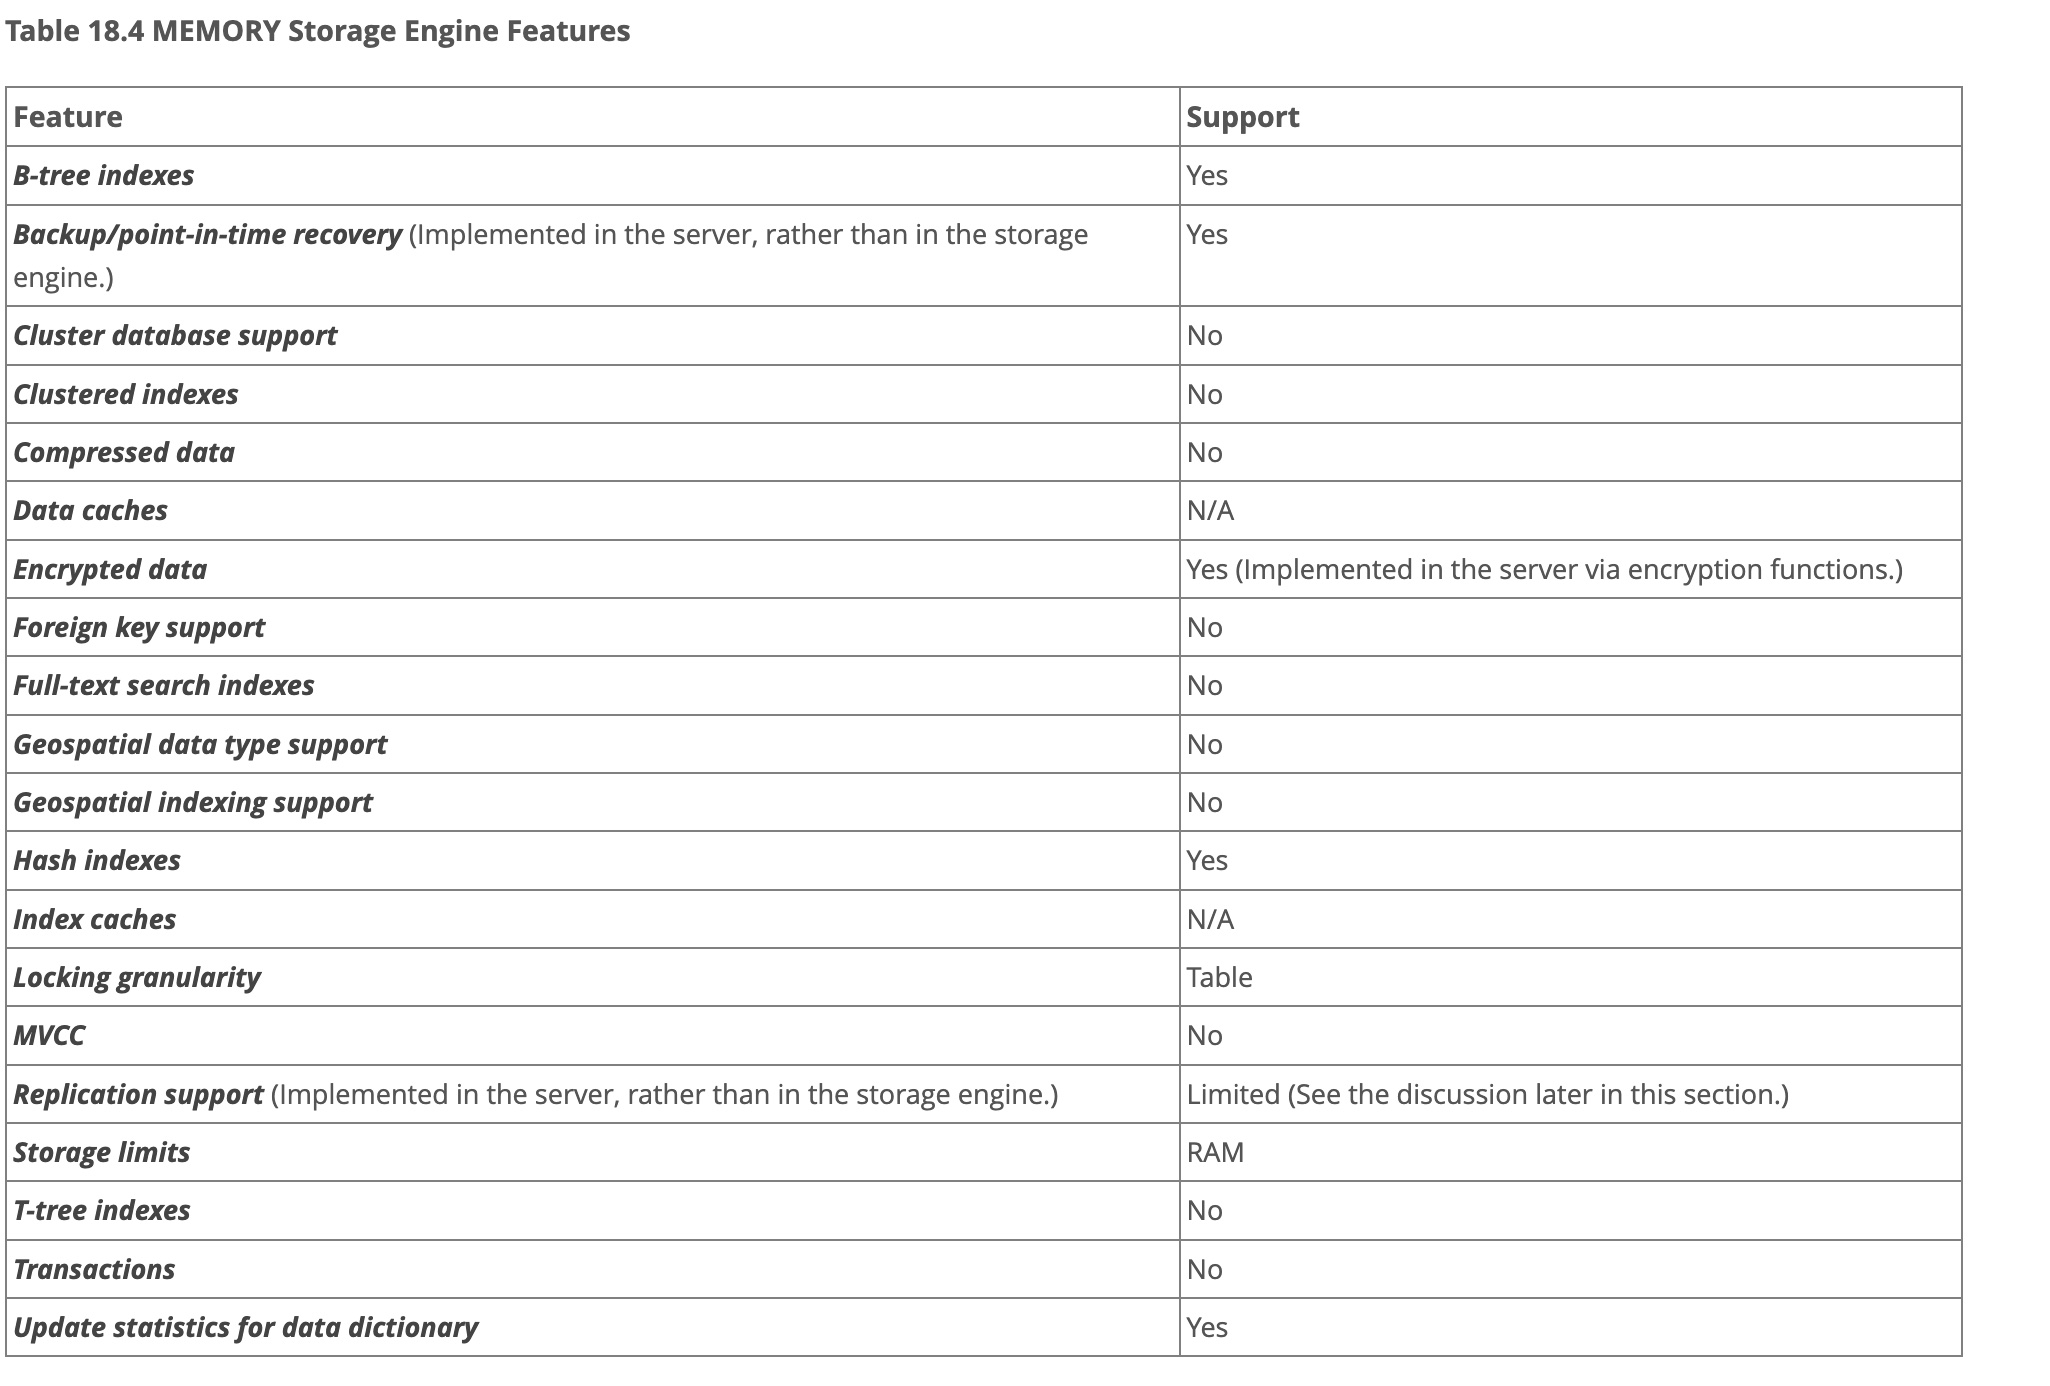 Table 18.4 MEMORY Storage Engine Features
Feature Support
B-tree indexes Yes
Backup/point-in-time recovery (Implemented in the server, rather than in the storage Yes
engine.)
Cluster database support No
Clustered indexes No
Compressed data No
Data caches N/A
Encrypted data Yes (Implemented in the server via encryption functions.)
Foreign key support No
Full-text search indexes No
Geospatial data type support No
Geospatial indexing support No
Hash indexes Yes
Index caches N/A
Locking granularity Table
MVCC No
Replication support (Implemented in the server, rather than in the storage engine.) Limited (See the discussion later in this section.)
Storage limits RAM
T-tree indexes No
Transactions No
Update statistics for data dictionary Yes